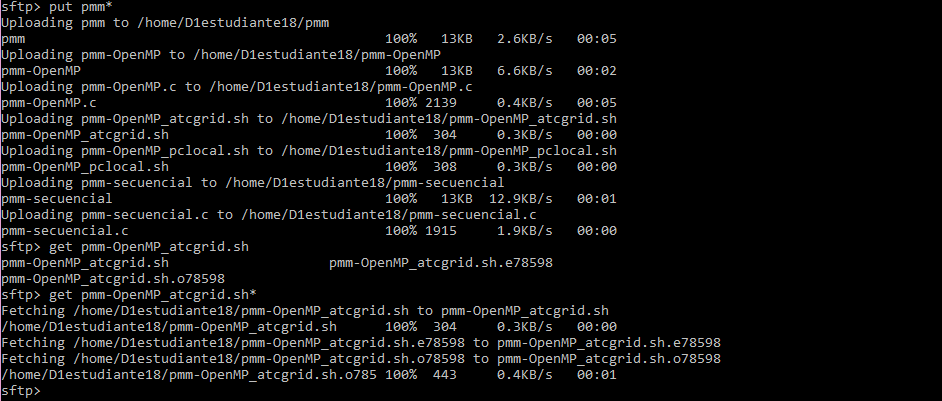 sftp> put pmm*
Uploading pmm to /home/D1estudiante18/pmm
pmm 100% 13KB 2.6KB/s 00:05
Uploading pmm-OpenMP to /home/D1estudiante18/pmm-OpenMP
pmm-OpenMP 100% 13KB 6.6KB/s 00:02
Uploading pmm-OpenMP.c to /home/D1estudiante18/pmm-OpenMP.c
pmm-OpenMP.c 100% 2139 0.4KB/s 00:05
Uploading pmm-OpenMP_atcgrid.sh to /home/D1estudiante18/pmm-OpenMP_atcgrid.sh
pmm-OpenMP_atcgrid.sh 100% 304 0.3KB/s 00:00
Uploading pmm-OpenMP_pclocal.sh to /home/D1estudiante18/pmm-OpenMP_pclocal.sh
pmm-OpenMP_pclocal.sh 100% 308 0.3KB/s 00:00
Uploading pmm-secuencial to /home/D1estudiante18/pmm-secuencial
pmm-secuencial 100% 13KB 12.9KB/s 00:01
Uploading pmm-secuencial.c to /home/D1estudiante18/pmm-secuencial.c
pmm-secuencial.c 100% 1915 1.9KB/s 00:00
sftp> get pmm-OpenMP_atcgrid.sh
pmm-OpenMP_atcgrid.sh pmm-OpenMP_atcgrid.sh.e78598
pmm-OpenMP_atcgrid.sh.o78598
sftp> get pmm-OpenMP_atcgrid.sh*
Fetching /home/D1estudiante18/pmm-OpenMP_atcgrid.sh to pmm-OpenMP_atcgrid.sh
/home/D1estudiante18/pmm-OpenMP_atcgrid.sh 100% 304 0.3KB/s 00:00
Fetching /home/D1estudiante18/pmm-OpenMP_atcgrid.sh.e78598 to pmm-OpenMP_atcgrid.sh.e78598
Fetching /home/D1estudiante18/pmm-OpenMP_atcgrid.sh.o78598 to pmm-OpenMP_atcgrid.sh.o78598
/home/D1estudiante18/pmm-OpenMP_atcgrid.sh.o785 100% 443 0.4KB/s 00:01
sftp>